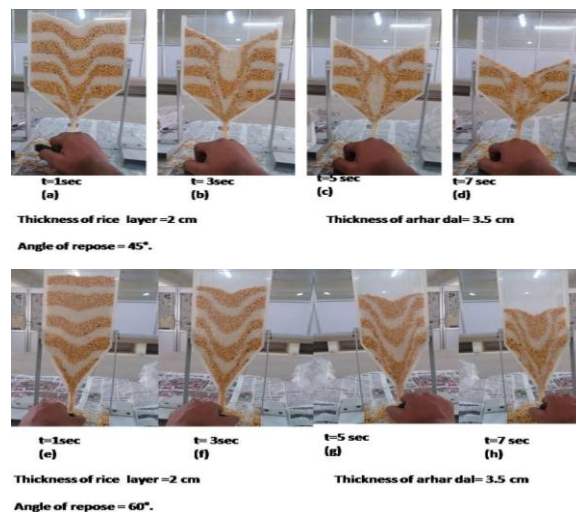 t=1sec t= 3sec t=5 sec t=7 sec
(a) (b) (c) (d)
Thickness of rice layer =2 cm Thickness of arhar dal= 3.5 cm
Angle of repose = 45°.
t=1sec t= 3sec t=5 sec t=7 sec
(e) (f) (g) (h)
Thickness of rice layer =2 cm Thickness of arhar dal= 3.5 cm
Angle of repose = 60°.